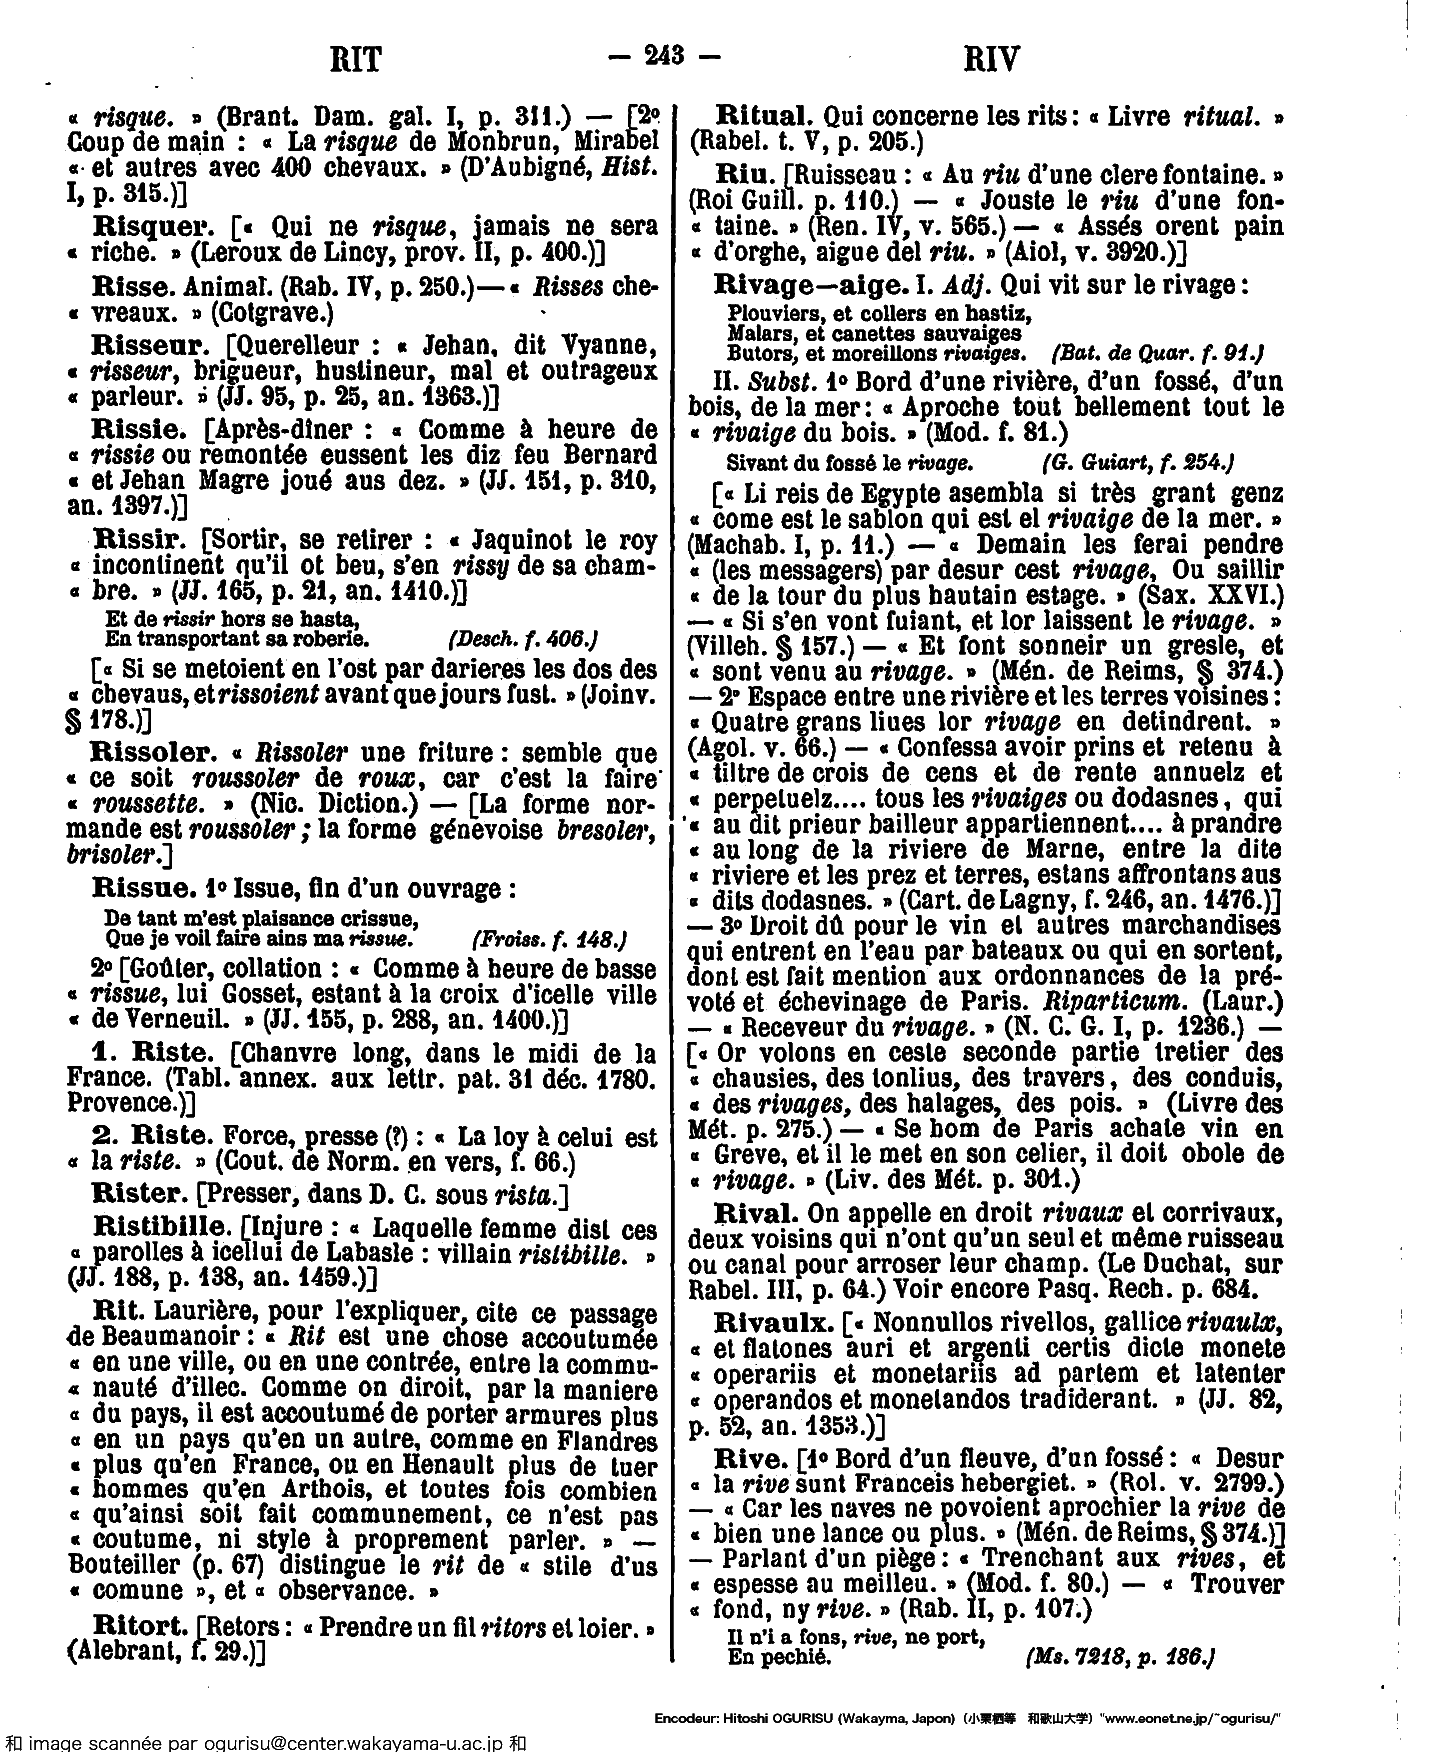 RIT — 243 — RIV
« risque. » (Brant. Dam. gal. I, p. 311.) — [2º
Coup de main : « La risque de Monbrun, Mirabel
« et autres avec 400 chevaux. » (D'Aubigné, Hist.
I, p. 315.)]
Risquer. [« Qui ne risque, jamais ne sera
« riche. » (Leroux de Lincy, prov. II, p. 400.)]
Risse. Animal. (Rab. IV, p. 250.) — « Risses che-
« vreaux. » (Cotgrave.)
Risseur. [Querelleur : « Jehan, dit Vyanne,
« risseur, brigueur, hustineur, mal et outrageux
« parleur. » (JJ. 95, p. 25, an. 1363.)]
Rissie. [Après-dîner : « Comme à heure de
« rissie ou remontée eussent les diz feu Bernard
« et Jehan Magre joué aus dez. » (JJ. 151, p. 310,
an. 1397.)]
Rissir. [Sortir, se retirer : « Jaquinot le roy
« incontinent qu'il ot beu, s'en rissy de sa cham-
« bre. » (JJ. 165, p. 21, an. 1410.)]
Et de rissir hors se hasta,
En transportant sa roberie. (Desch. f. 406.)
[« Si se metoient en l'ost par darieres les dos des
« chevaus, et rissoient avant que jours fust. » (Joinv.
§ 178.)]
Rissoler. « Rissoler une friture : semble que
« ce soit roussoler de roux, car c'est la faire
« roussette. » (Nic. Diction.) — [La forme nor-
mande est roussoler ; la forme génevoise bresoler,
brisoler.]
Rissue. 1º Issue, fin d'un ouvrage :
De tant m'est plaisance crissue,
Que je voil faire ains ma rissue. (Froiss. f. 148.)
2º [Goûter, collation : « Comme à heure de basse
« rissue, lui Gosset, estant à la croix d'icelle ville
« de Verneuil. » (JJ. 155, p. 288, an. 1400.)]
1. Riste. [Chanvre long, dans le midi de la
France. (Tabl. annex. aux lettr. pat. 31 déc. 1780.
Provence.)]
2. Riste. Force, presse (?) : « La loy à celui est
« la riste. » (Cout. de Norm. en vers, f. 66.)
Rister. [Presser, dans D. C. sous rista.]
Ristibille. [Injure : « Laquelle femme dist ces
« parolles à icellui de Labasle : villain ristibille. »
(JJ. 188, p. 138, an. 1459.)]
Rit. Laurière, pour l'expliquer, cite ce passage
de Beaumanoir : « Rit est une chose accoutumée
« en une ville, ou en une contrée, entre la commu-
« nauté d'illec. Comme on diroit, par la maniere
« du pays, il est accoutumé de porter armures plus
« en un pays qu'en un autre, comme en Flandres
« plus qu'en France, ou en Henault plus de tuer
« hommes qu'en Arthois, et toutes fois combien
« qu'ainsi soit fait communement, ce n'est pas
« coutume, ni style à proprement parler. » —
Bouteiller (p. 67) distingue le rit de « stile d'us
« comune », et « observance. »
Ritort. [Retors : « Prendre un fil ritors et loier. »
(Alebrant, f. 29.)]
Ritual. Qui concerne les rits : « Livre ritual. »
(Rabel. t. V, p. 205.)
Riu. [Ruisseau : « Au riu d'une clere fontaine. »
(Roi Guill. p. 110.) — « Jouste le riu d'une fon-
« taine. » (Ren. IV, v. 565.) — « Assés orent pain
« d'orghe, aigue del riu. » (Aiol, v. 3920.)]
Rivage—aige. I. Adj. Qui vit sur le rivage :
Plouviers, et collers en hastiz,
Malars, et canettes sauvaiges
Butors, et moreillons rivaiges. (Bat. de Quar. f. 91.)
II. Subst. 1º Bord d'une rivière, d'un fossé, d'un
bois, de la mer : « Aproche tout bellement tout le
« rivaige du bois. » (Mod. f. 81.)
Sivant du fossé le rivage. (G. Guiart, f. 254.)
[« Li reis de Egypte asembla si très grant genz
« come est le sablon qui est el rivaige de la mer. »
(Machab. I, p. 11.) — « Demain les ferai pendre
« (les messagers) par desur cest rivage, Ou saillir
« de la tour du plus hautain estage. » (Sax. XXVI.)
— « Si s'en vont fuiant, et lor laissent le rivage. »
(Villeh. § 157.) — « Et font sonneir un gresle, et
« sont venu au rivage. » (Mén. de Reims, § 374.)
— 2º Espace entre une rivière et les terres voisines :
« Quatre grans liues lor rivage en detindrent. »
(Agol. v. 66.) — « Confessa avoir prins et retenu à
« tiltre de crois de cens et de rente annuelz et
« perpetuelz.... tous les rivaiges ou dodasnes, qui
« au dit prieur bailleur appartiennent.... à prandre
« au long de la riviere de Marne, entre la dite
« riviere et les prez et terres, estans affrontans aus
« dits dodasnes. » (Cart. de Lagny, f. 246, an. 1476.)]
— 3º Droit dû pour le vin et autres marchandises
qui entrent en l'eau par bateaux ou qui en sortent,
dont est fait mention aux ordonnances de la pré-
voté et échevinage de Paris. Riparticum. (Laur.)
— « Receveur du rivage. » (N. C. G. I, p. 1236.) —
[« Or volons en ceste seconde partie tretier des
« chausies, des tonlius, des travers, des conduis,
« des rivages, des halages, des pois. » (Livre des
Mét. p. 275.) — « Se hom de Paris achate vin en
« Greve, et il le met en son celier, il doit obole de
« rivage. » (Liv. des Mét. p. 301.)
Rival. On appelle en droit rivaux et corrivaux,
deux voisins qui n'ont qu'un seul et même ruisseau
ou canal pour arroser leur champ. (Le Duchat, sur
Rabel. III, p. 64.) Voir encore Pasq. Rech. p. 684.
Rivaulx. [« Nonnullos rivellos, gallice rivaulx,
« et flatones auri et argenti certis dicte monete
« operariis et monetariis ad partem et latenter
« operandos et monetandos tradiderant. » (JJ. 82,
p. 52, an. 1353.)]
Rive. [1º Bord d'un fleuve, d'un fossé : « Desur
« la rive sunt Franceis hebergiet. » (Rol. v. 2799.)
— « Car les naves ne povoient aprochier la rive de
« bien une lance ou plus. » (Mén. de Reims, § 374.)]
— Parlant d'un piège : « Trenchant aux rives, et
« espesse au meilleu. » (Mod. f. 80.) — « Trouver
« fond, ny rive. » (Rab. II, p. 107.)
Il n'i a fons, rive, ne port,
En pechié. (Ms. 7218, p. 186.)
Encodeur: Hitoshi OGURISU (Wakayma, Japon) (小栗栖等 和歌山大学) "www.eonet.ne.jp/~ogurisu/"
和 image scannée par ogurisu@center.wakayama-u.ac.jp 和